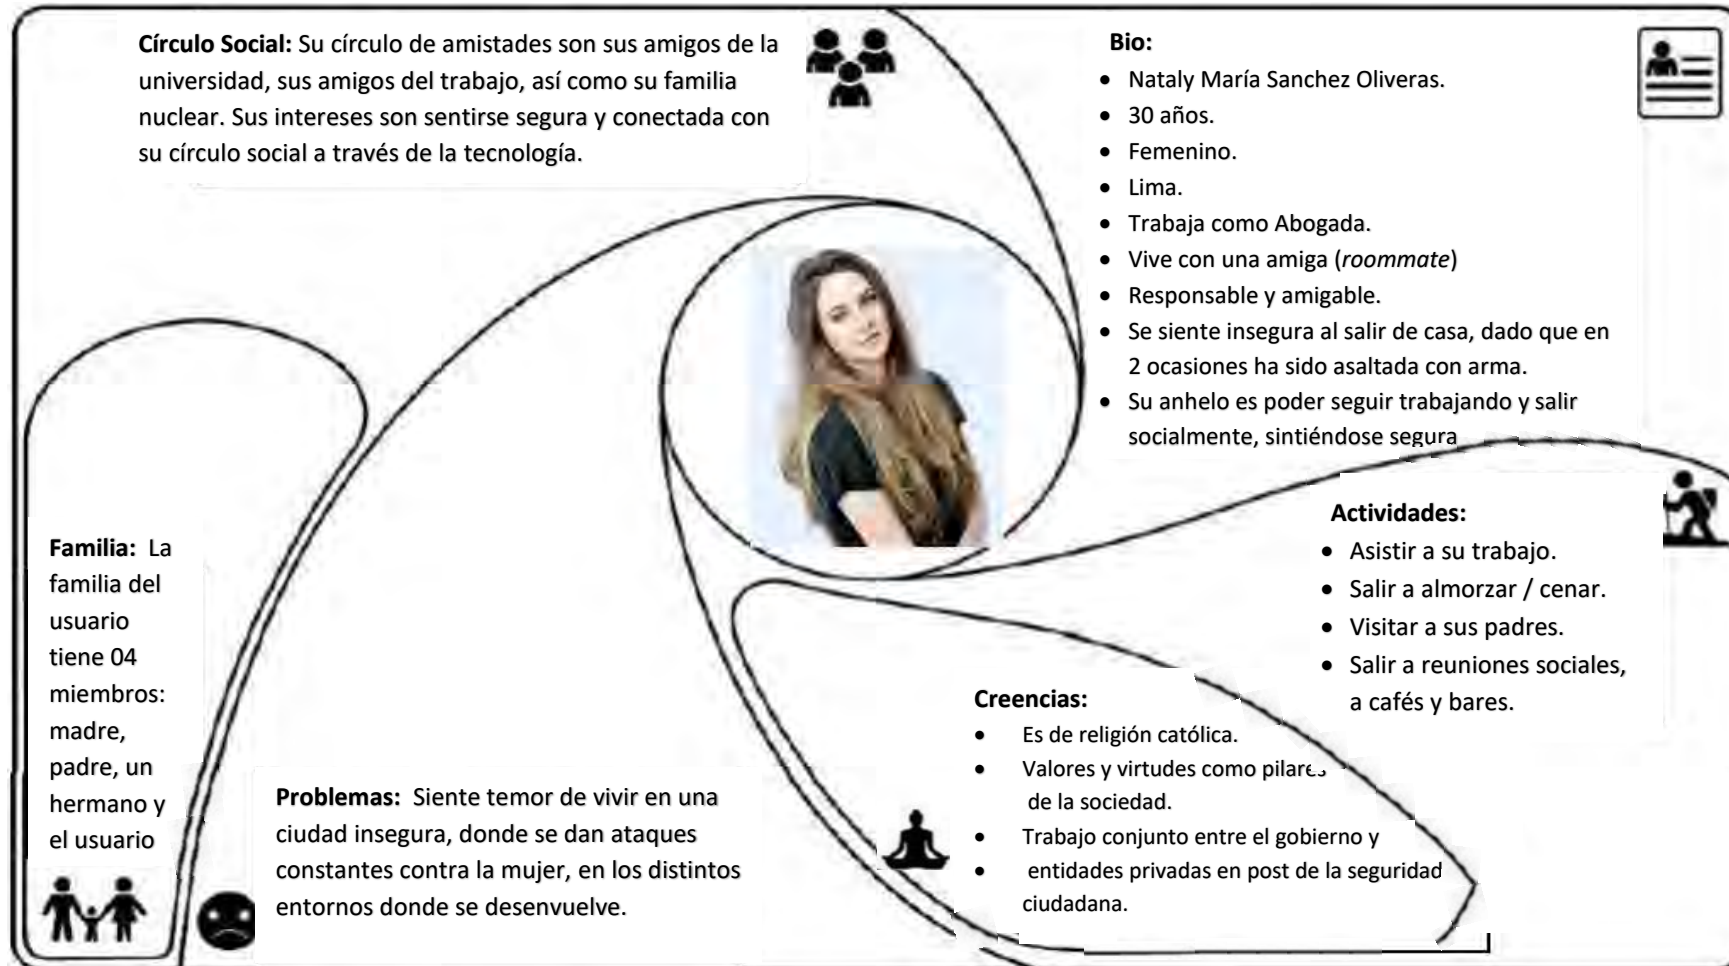 Círculo Social: Su círculo de amistades son sus amigos de la
universidad, sus amigos del trabajo, así como su familia
nuclear. Sus intereses son sentirse segura y conectada con
su círculo social a través de la tecnología.
Bio:
• Nataly María Sanchez Oliveras.
• 30 años.
• Femenino.
• Lima.
• Trabaja como Abogada.
• Vive con una amiga (roommate)
• Responsable y amigable.
• Se siente insegura al salir de casa, dado que en
2 ocasiones ha sido asaltada con arma.
• Su anhelo es poder seguir trabajando y salir
socialmente, sintiéndose segura
Actividades:
• Asistir a su trabajo.
• Salir a almorzar / cenar.
• Visitar a sus padres.
• Salir a reuniones sociales,
a cafés y bares.
Familia: La
familia del
usuario
tiene 04
miembros:
madre,
padre, un
hermano y
el usuario
Problemas: Siente temor de vivir en una
ciudad insegura, donde se dan ataques
constantes contra la mujer, en los distintos
entornos donde se desenvuelve.
Creencias:
• Es de religión católica.
• Valores y virtudes como pilares
de la sociedad.
• Trabajo conjunto entre el gobierno y
• entidades privadas en post de la seguridad
ciudadana.